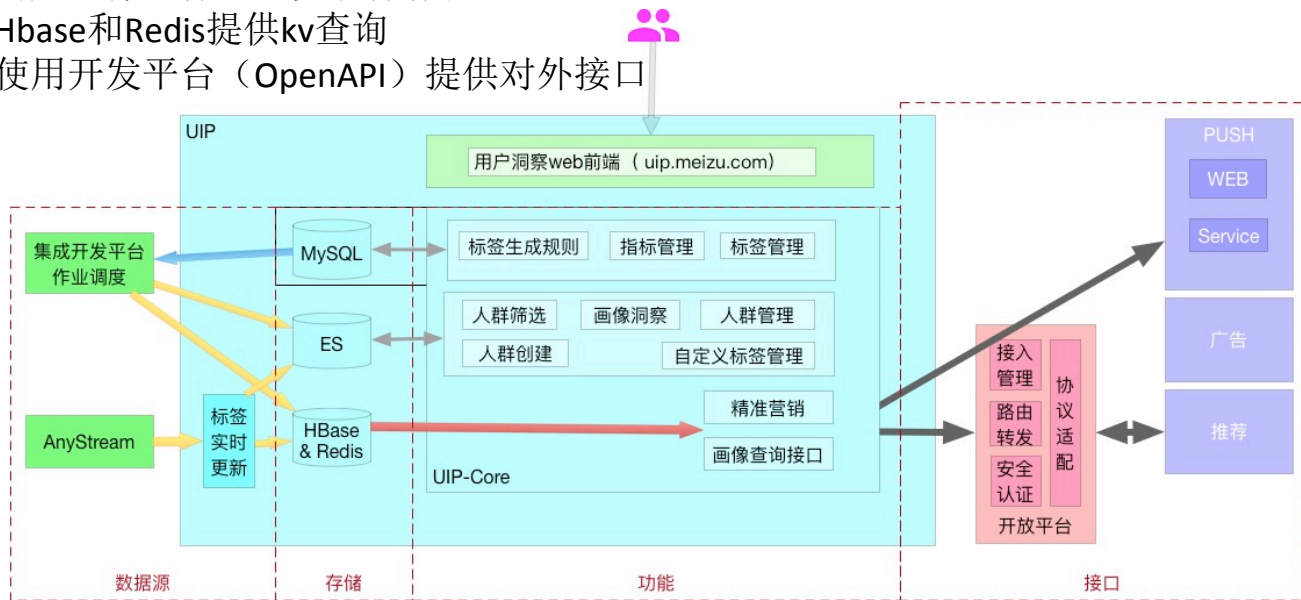 Hbase和Redis提供kv查询
使用开发平台（OpenAPI）提供对外接口
UIP
用户洞察web前端（ uip.meizu.com）
PUSH
WEB
Service
集成开发平台
作业调度
MySQL
标签生成规则
指标管理
标签管理
ES
人群筛选
画像洞察
人群管理
人群创建
自定义标签管理
广告
接入
管理
路由
转发
安全
认证
协
议
适
配
开放平台
推荐
AnyStream
标签
实时
更新
HBase
& Redis
精准营销
画像查询接口
UIP-Core
数据源
存储
功能
接口